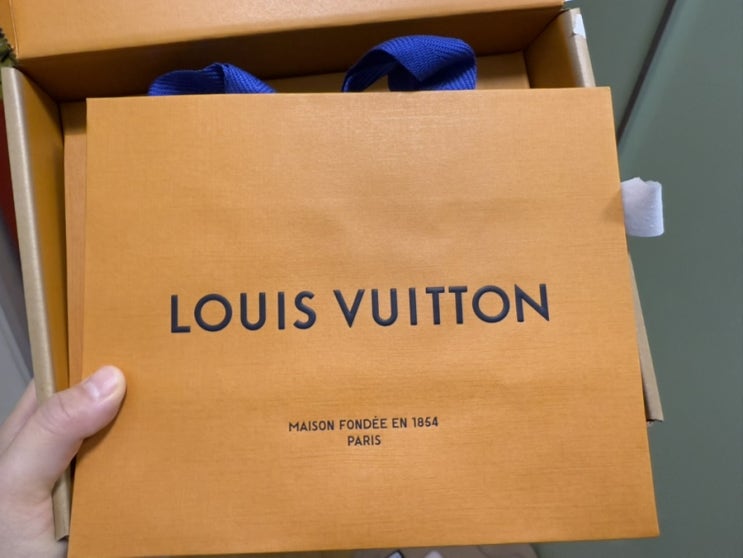 LOUIS VUITTON
MAISON FONDÉE EN 1854
PARIS